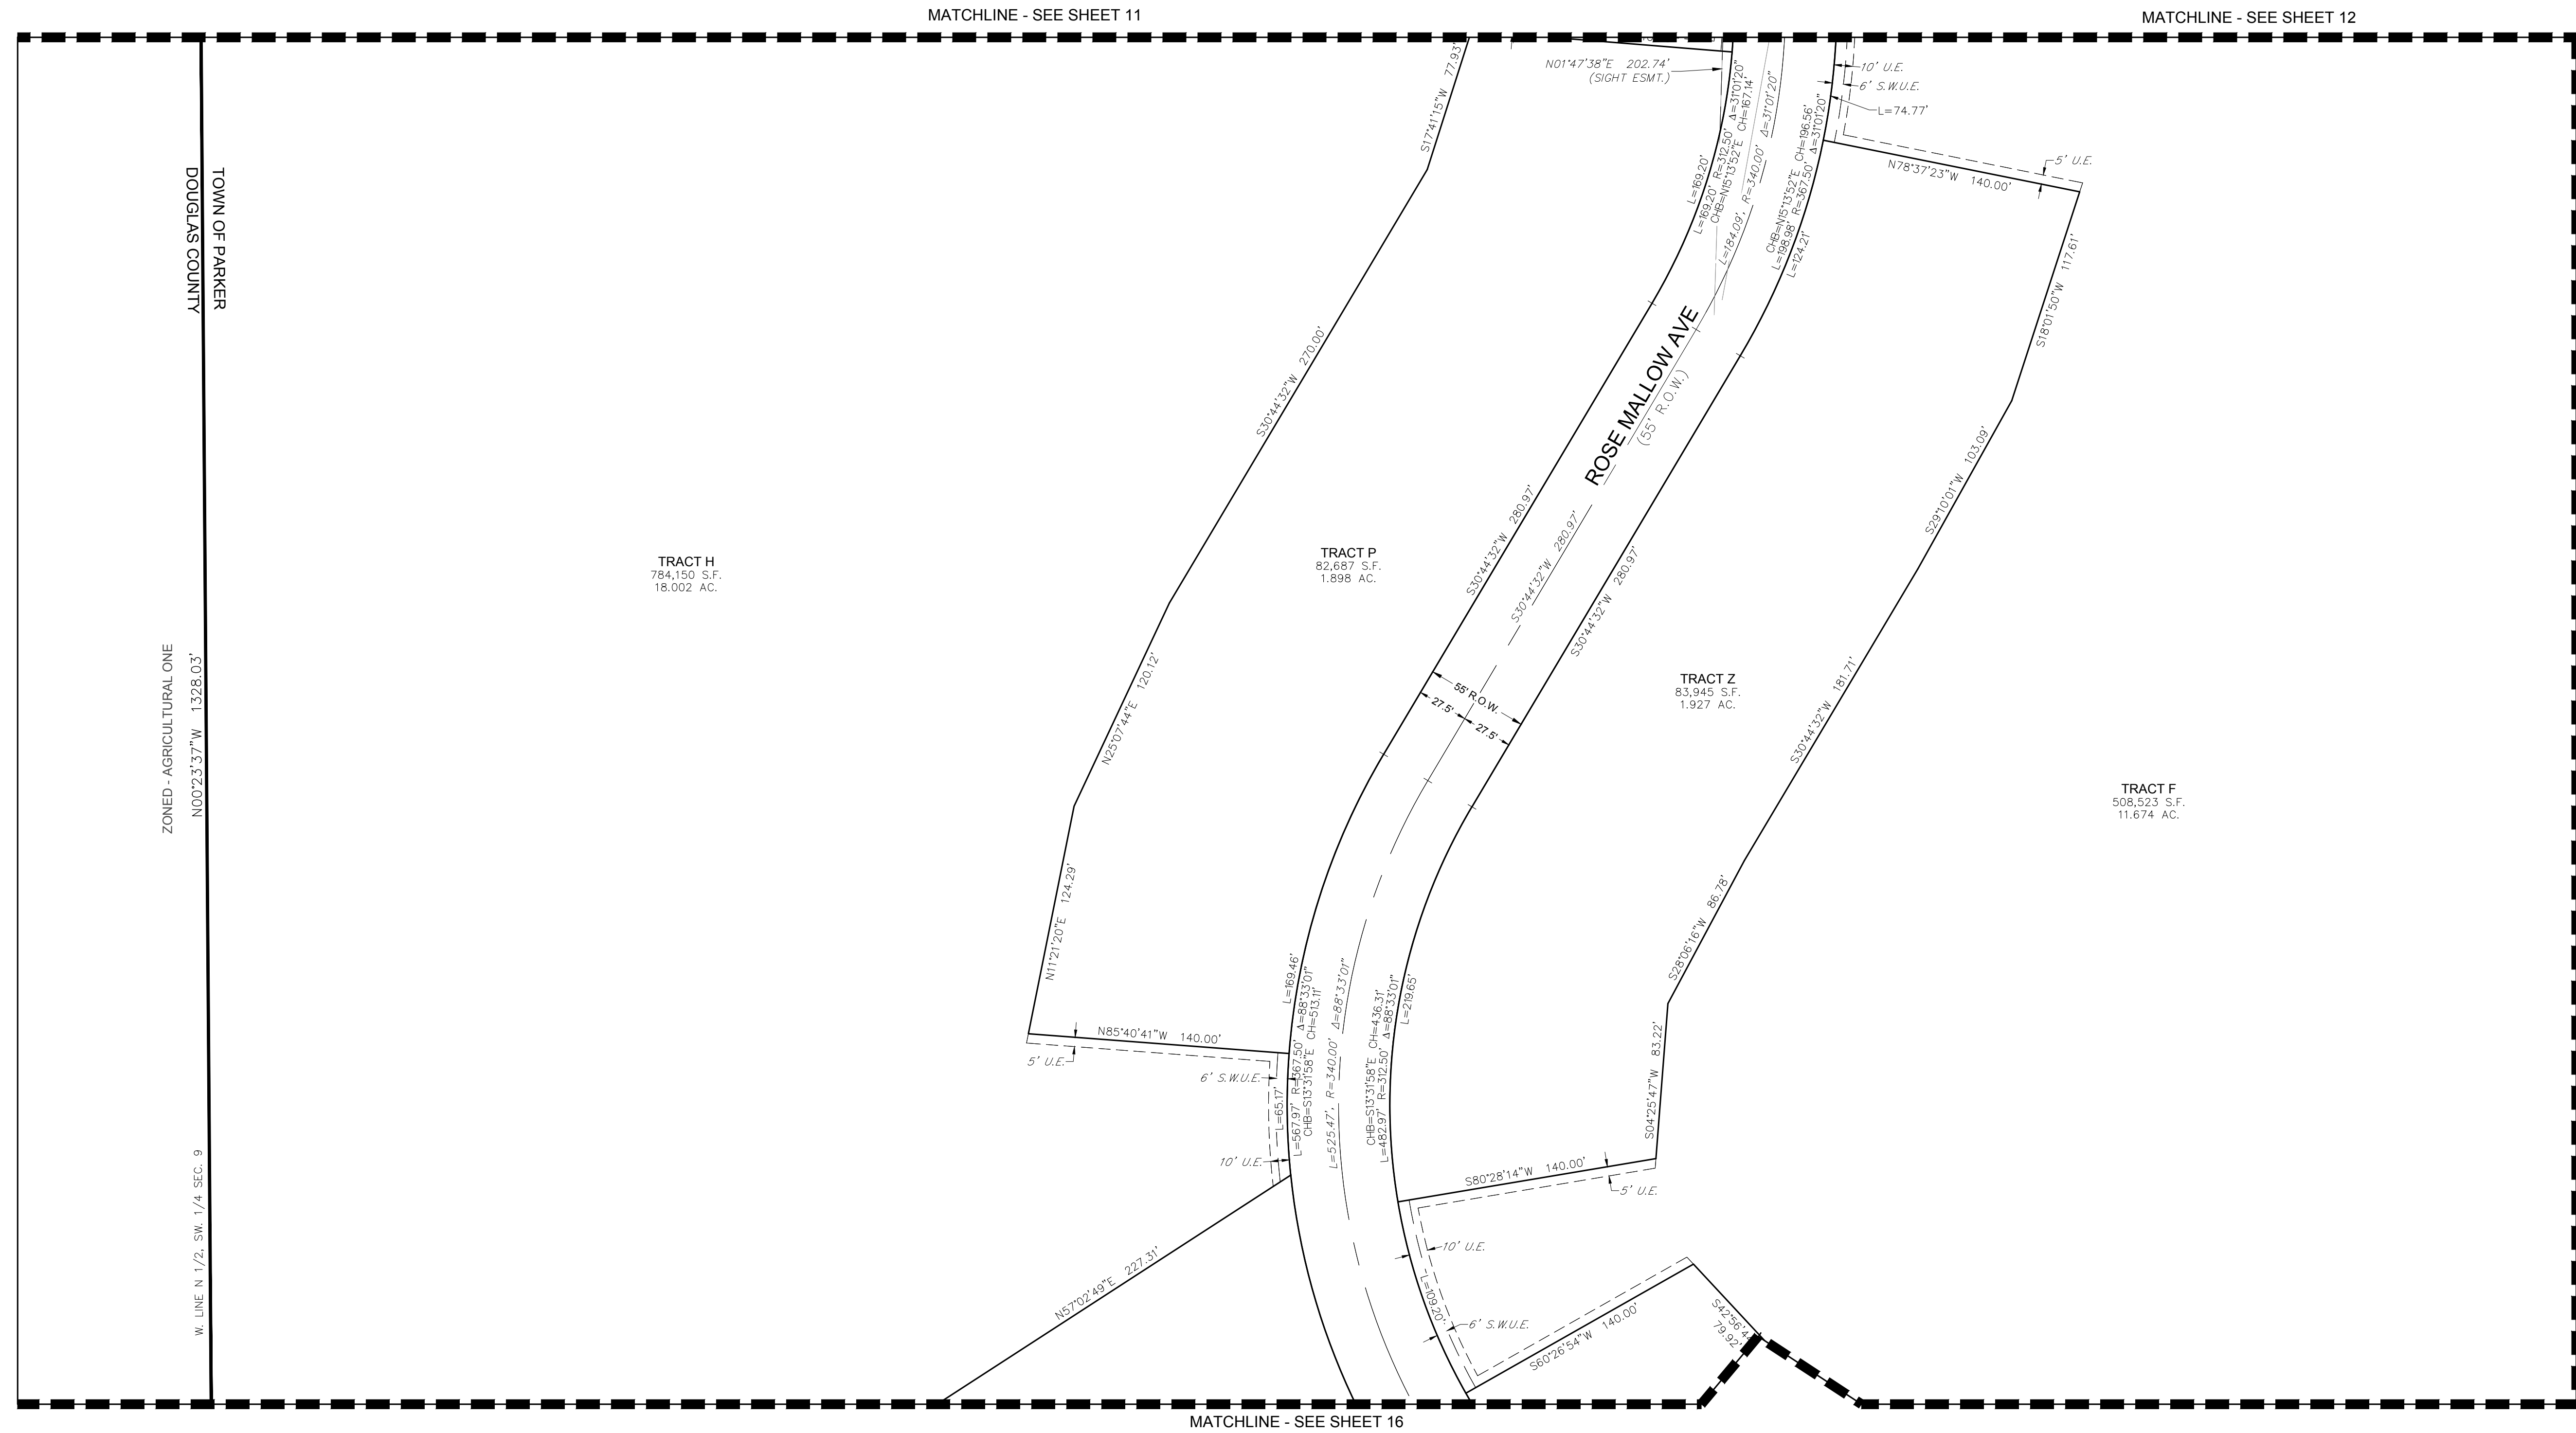 MATCHLINE - SEE SHEET 11
MATCHLINE - SEE SHEET 12
TOWN OF PARKER
DOUGLAS COUNTY
ZONED - AGRICULTURAL ONE
N00°23'37"W 1328.03'
W. LINE N 1/2, SW. 1/4 SEC. 9
TRACT H
784,150 S.F.
18.002 AC.
S17°41'15"W 77.93'
S30°44'32"W 270.00'
N25°07'44"E 120.12'
N11°21'20"E 124.29'
N85°40'41"W 140.00'
5' U.E.
6' S.W.U.E.
L=65.17'
10' U.E.
N57°02'49"E 227.31'
TRACT P
82,687 S.F.
1.898 AC.
N01°47'38"E 202.74'
(SIGHT ESMT.)
L=169.20'
L=169.20' R=312.50' Δ=31°01'20"
CHB=N15°13'52"E CH=167.14'
L=184.09', R=340.00' Δ=31°01'20"
CHB=N15°13'52"E CH=196.56'
L=198.98' R=367.50' Δ=31°01'20"
L=124.21'
10' U.E.
6' S.W.U.E.
L=74.77'
N78°37'23"W 140.00'
5' U.E.
S18°01'50"W 117.61'
S29°10'01"W 103.09'
S30°44'32"W 181.71'
S28°06'16"W 86.78'
S04°25'47"W 83.22'
ROSE MALLOW AVE
(55' R.O.W.)
S30°44'32"W 280.97'
S30°44'32"W 280.97'
S30°44'32"W 280.97'
55' R.O.W.
27.5'
27.5'
TRACT Z
83,945 S.F.
1.927 AC.
TRACT F
508,523 S.F.
11.674 AC.
L=169.46'
L=567.97' R=367.50' Δ=88°33'01"
CHB=S13°31'58"E CH=513.11'
L=525.47', R=340.00' Δ=88°33'01"
CHB=S13°31'58"E CH=436.31'
L=482.97' R=312.50' Δ=88°33'01"
L=219.65'
S80°28'14"W 140.00'
5' U.E.
10' U.E.
L=109.20'
6' S.W.U.E.
S60°26'54"W 140.00'
S42°56'4
79.92'
MATCHLINE - SEE SHEET 16